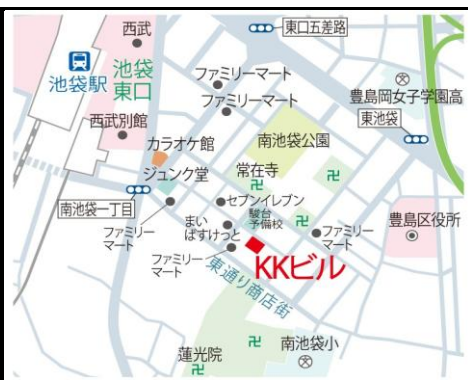 西武
東口五差路
池袋駅
池袋
東口
ファミリーマート
ファミリーマート
豊島岡女子学園高
東池袋
西武別館
カラオケ館
南池袋公園
ジュンク堂
常在寺
南池袋一丁目
セブンイレブン
駿台
予備校
ファミリー
マート
まい
ばすけっと
ファミリー
マート
豊島区役所
ファミリー
マート
KKビル
東通り商店街
蓮光院
南池袋小